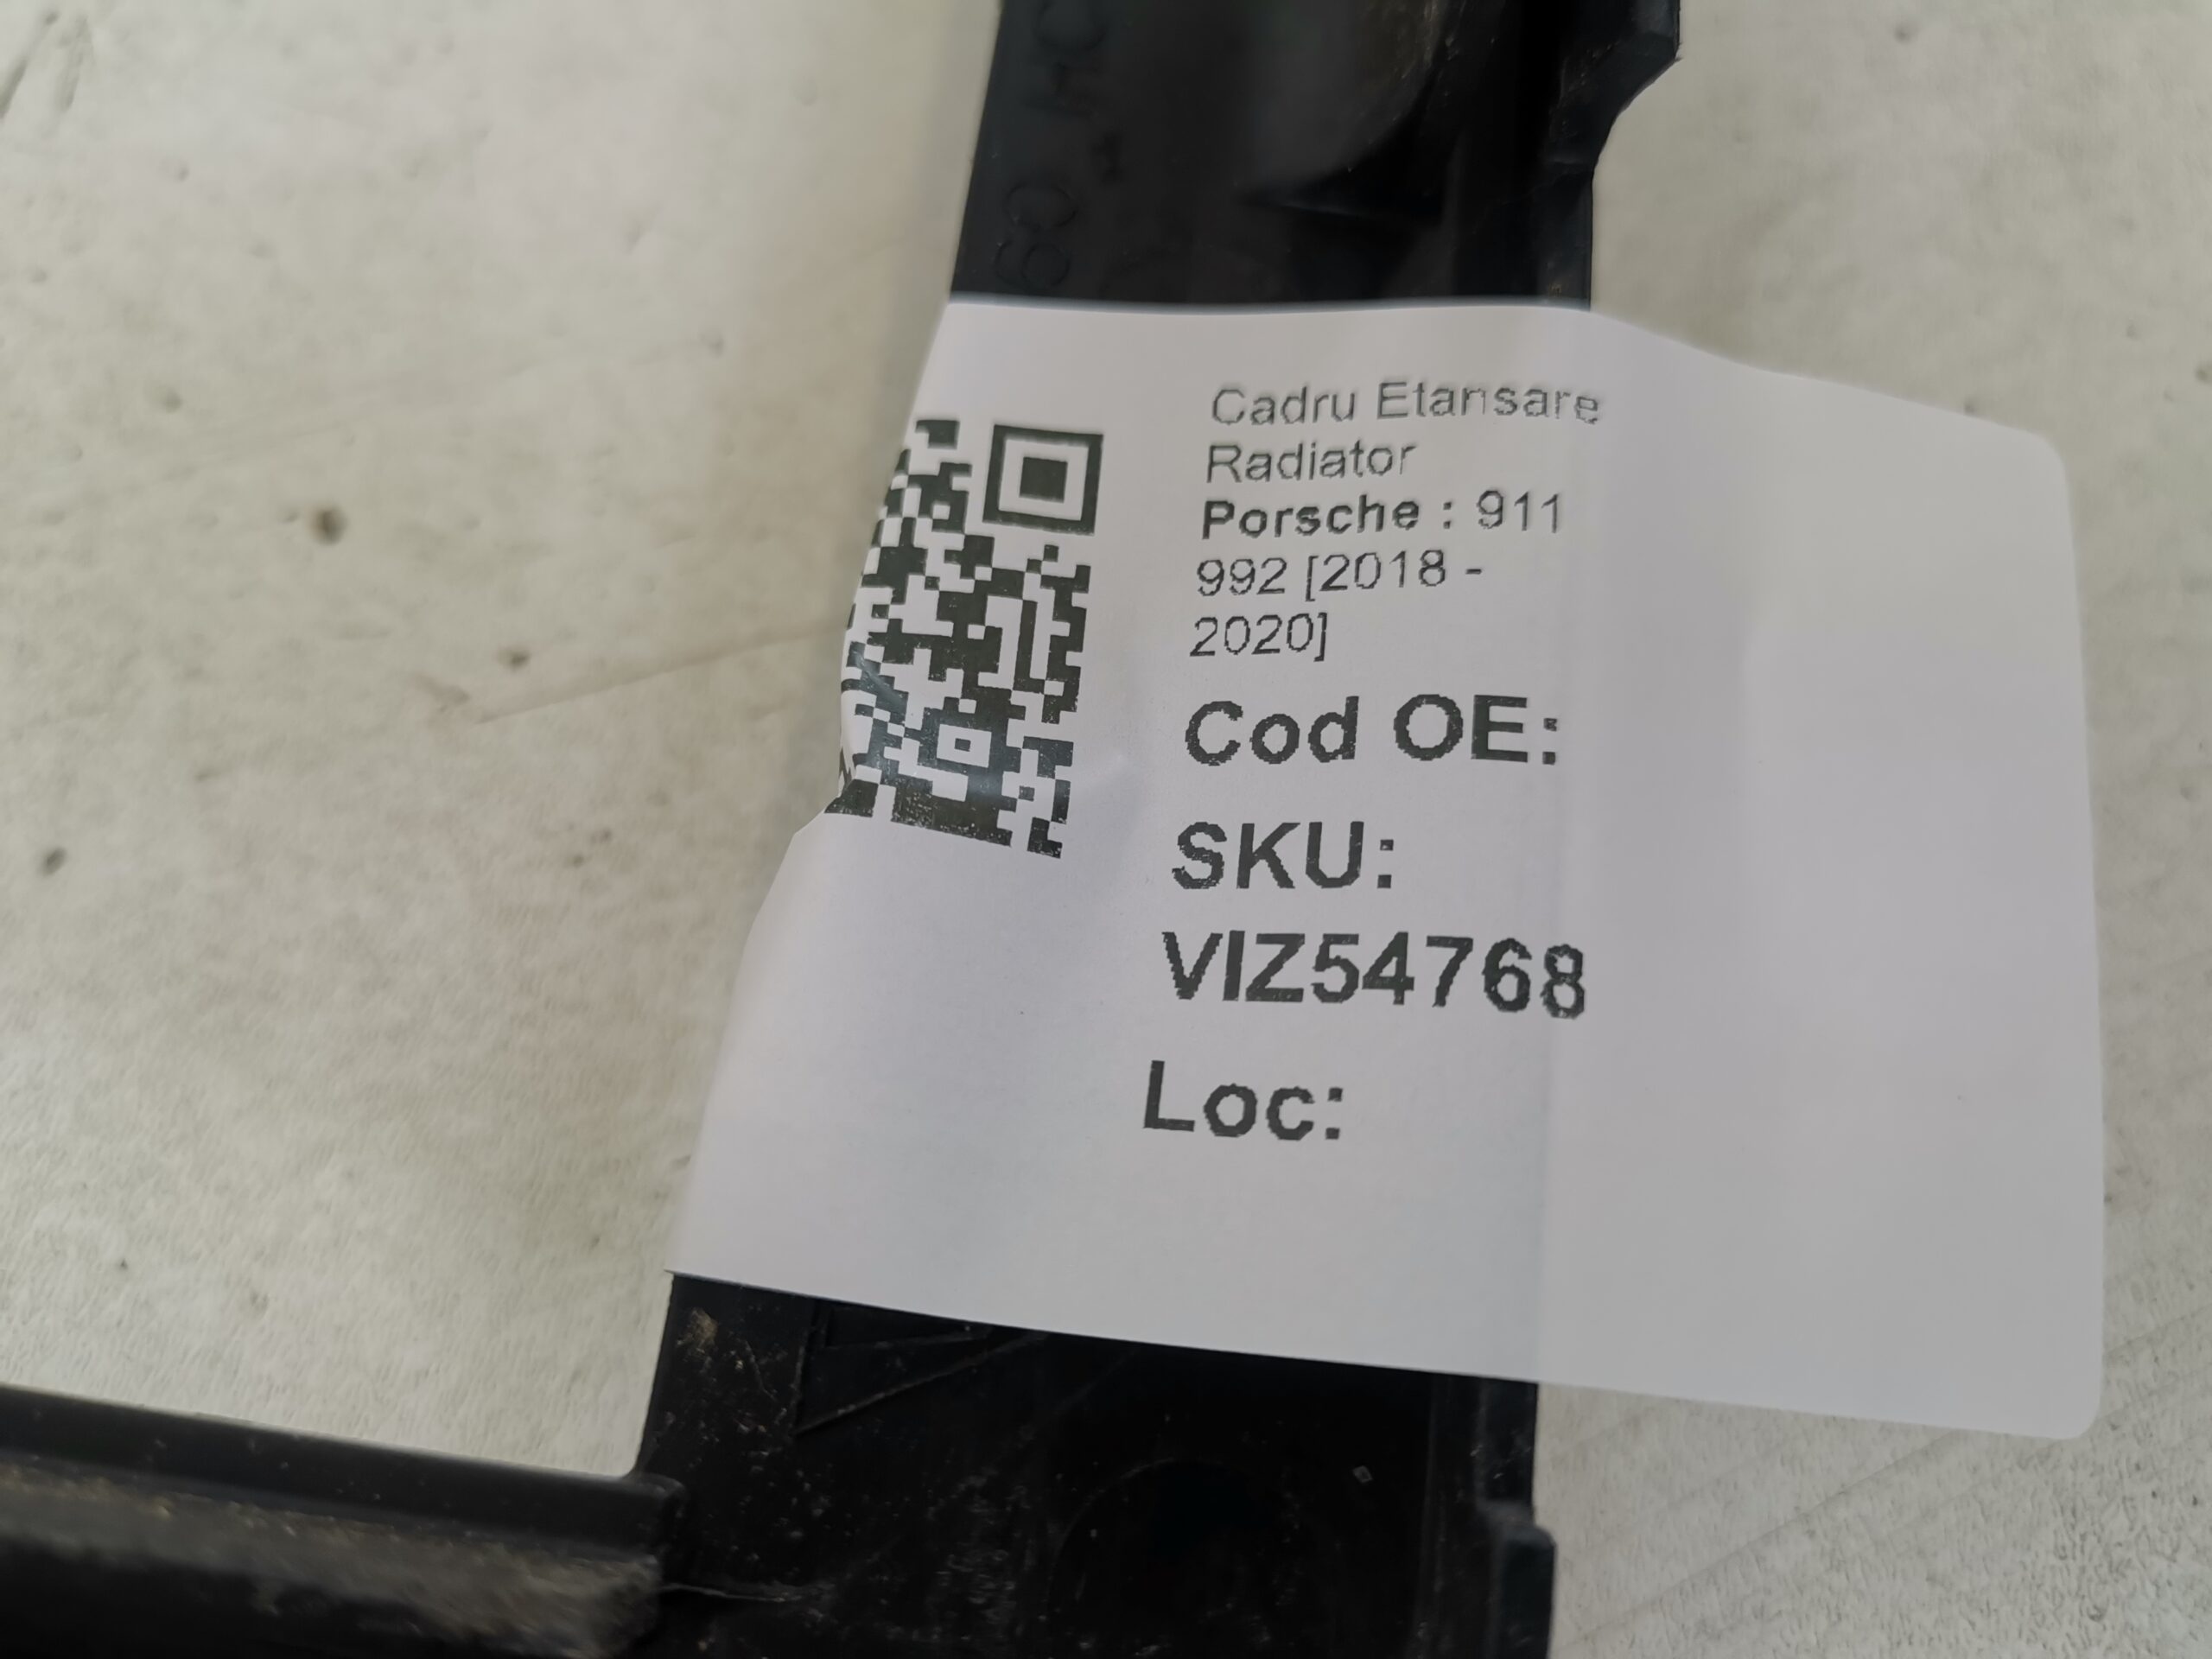 Cadru Etansare
Radiator
Porsche : 911
992 [2018 -
2020]
Cod OE:
SKU:
VIZ54768
Loc: